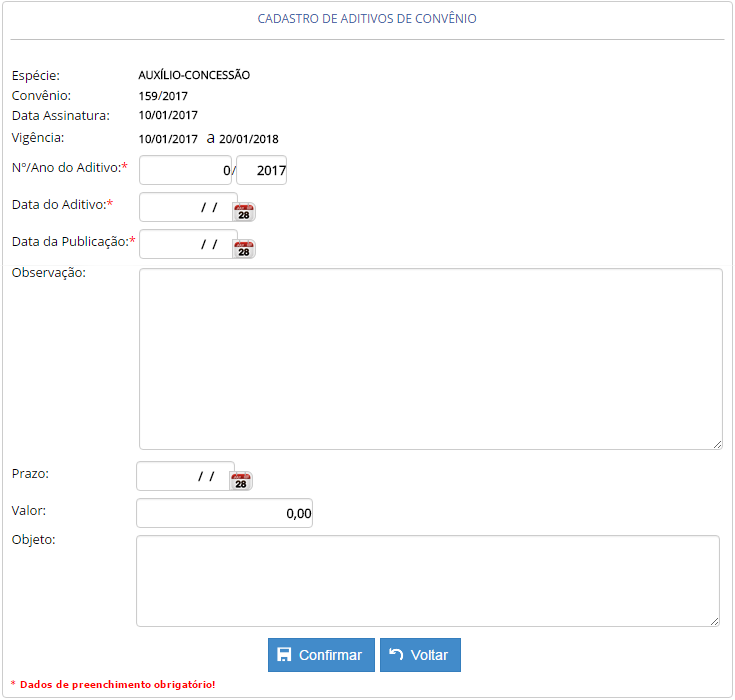 CADASTRO DE ADITIVOS DE CONVÊNIO
Espécie: AUXÍLIO-CONCESSÃO
Convênio: 159/2017
Data Assinatura: 10/01/2017
Vigência: 10/01/2017 a 20/01/2018
Nº/Ano do Aditivo:* 0/ 2017
Data do Aditivo:* / / 28
Data da Publicação:* / / 28
Observação:
Prazo: / / 28
Valor: 0,00
Objeto:
Confirmar Voltar
* Dados de preenchimento obrigatório!